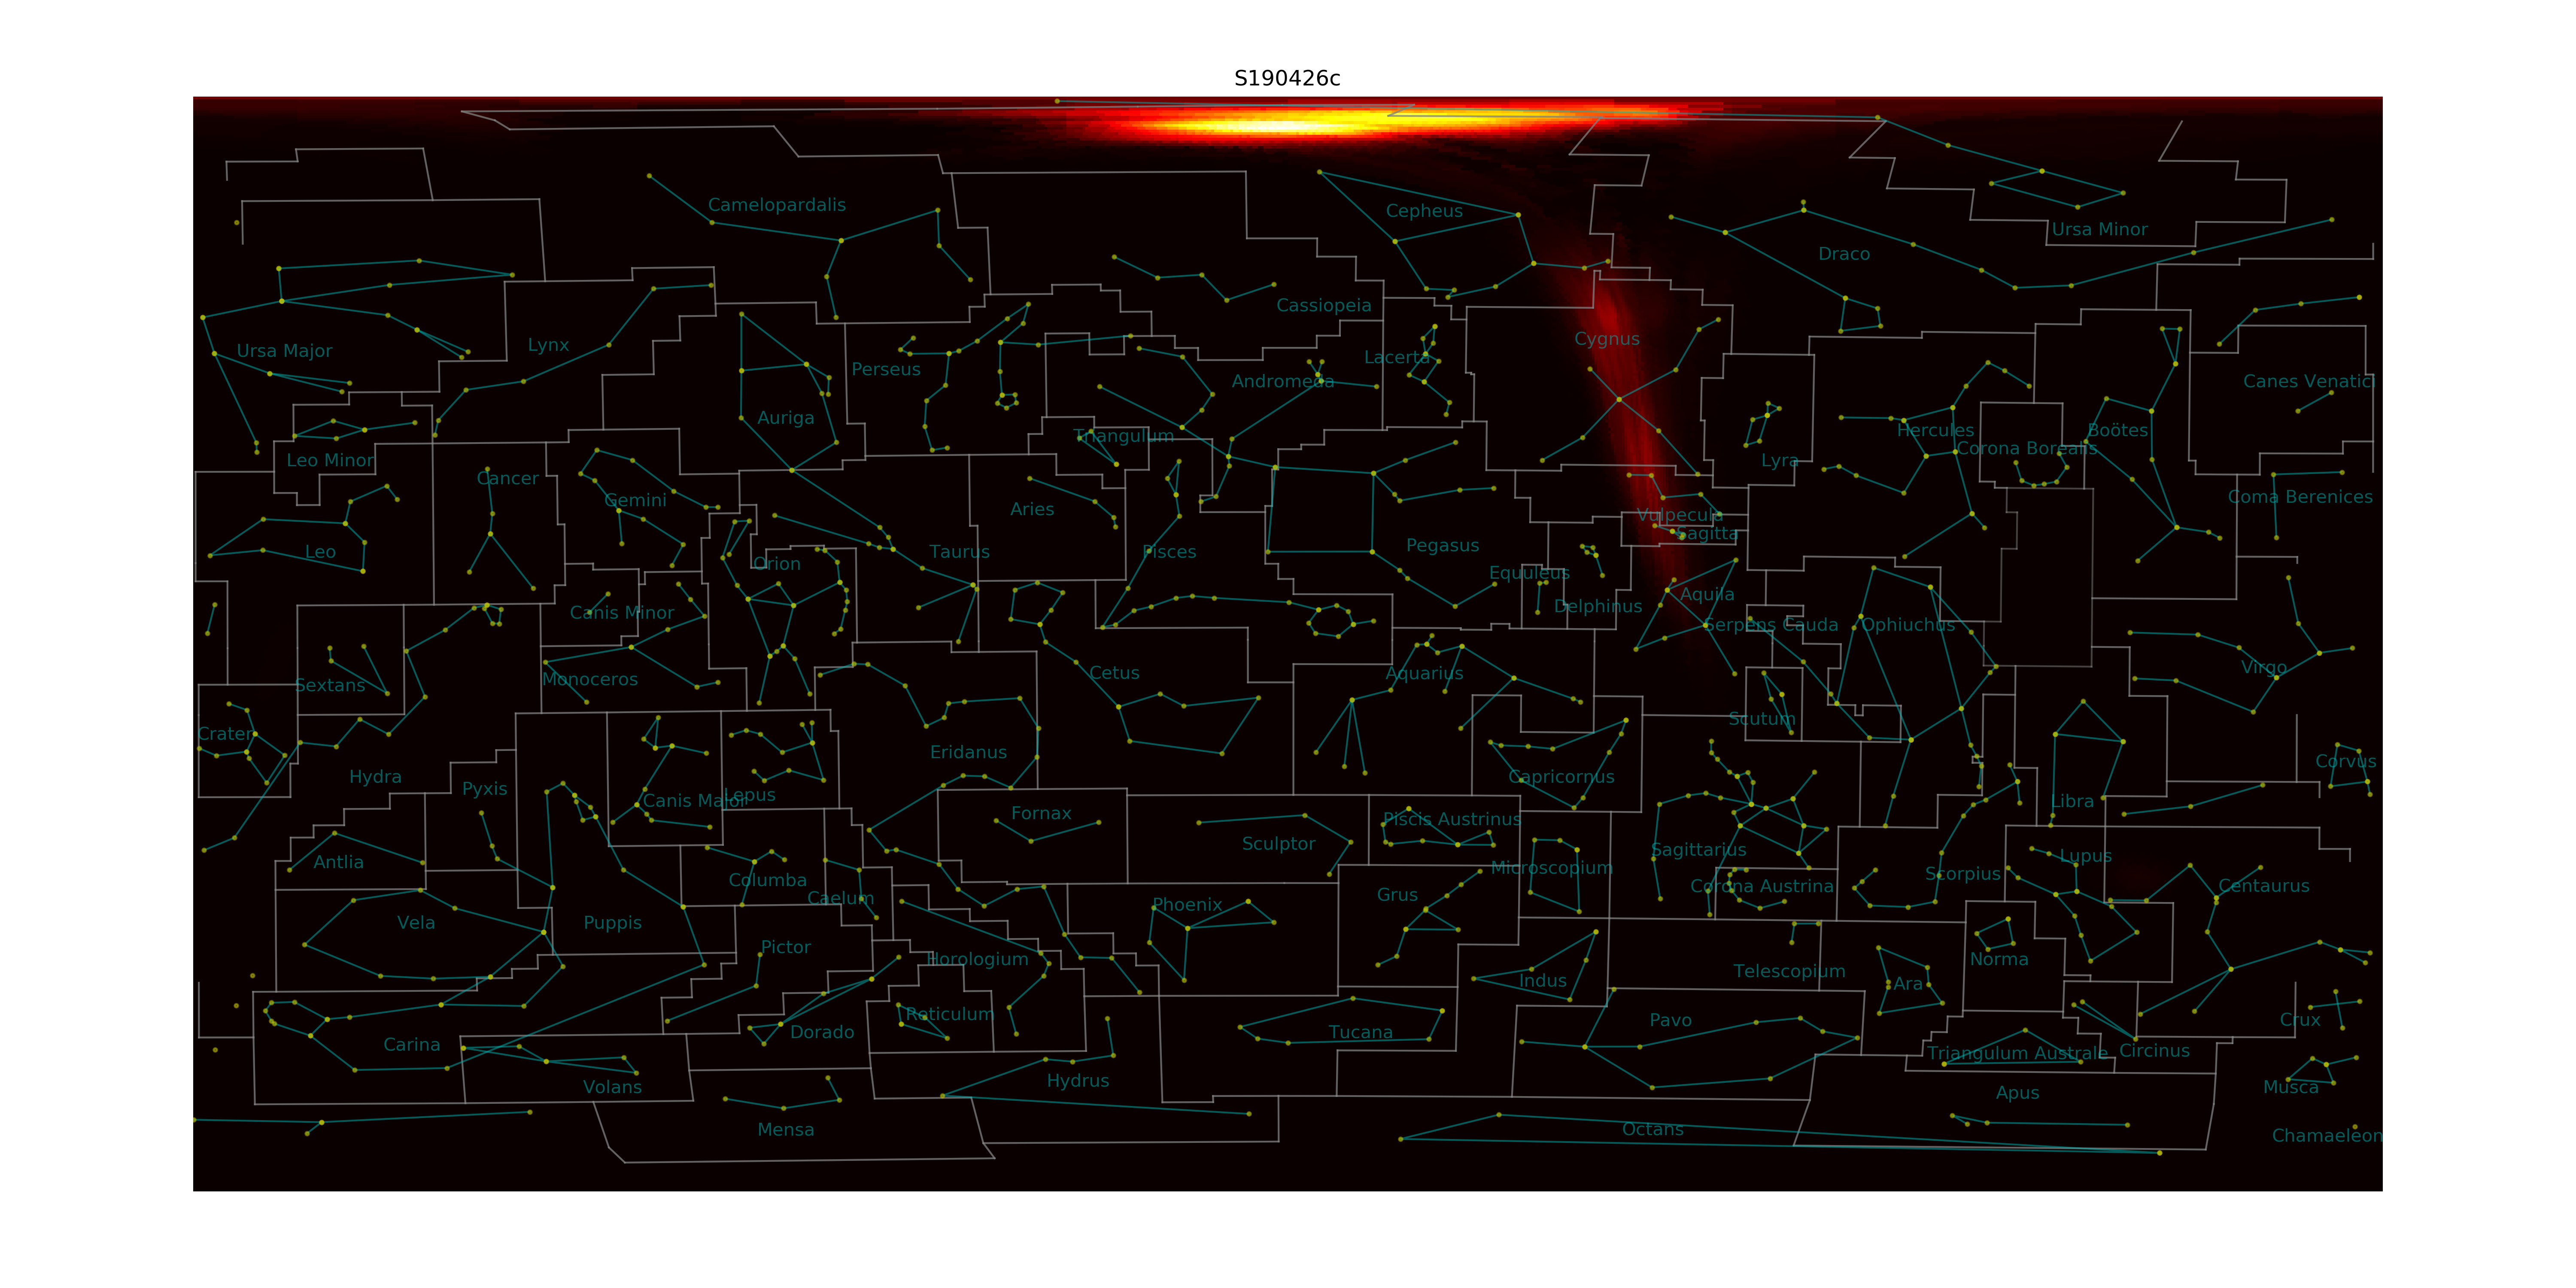 S190426c
Camelopardalis
Cepheus
Ursa Minor
Draco
Cassiopeia
Ursa Major
Lynx
Cygnus
Perseus
Lacerta
Andromeda
Canes Venatici
Auriga
Triangulum
Hercules
Boötes
Corona Borealis
Leo Minor
Lyra
Cancer
Gemini
Coma Berenices
Aries
Vulpecula
Sagitta
Leo
Taurus
Pisces
Pegasus
Orion
Equuleus
Aquila
Canis Minor
Delphinus
Serpens Cauda
Ophiuchus
Virgo
Cetus
Aquarius
Monoceros
Sextans
Scutum
Crater
Eridanus
Corvus
Hydra
Capricornus
Pyxis
Lepus
Canis Major
Libra
Fornax
Piscis Austrinus
Sculptor
Sagittarius
Lupus
Antlia
Microscopium
Scorpius
Columba
Corona Austrina
Centaurus
Caelum
Grus
Phoenix
Vela
Puppis
Pictor
Horologium
Norma
Telescopium
Indus
Ara
Reticulum
Pavo
Crux
Dorado
Tucana
Carina
Triangulum Australe
Circinus
Hydrus
Volans
Musca
Apus
Mensa
Octans
Chamaeleon